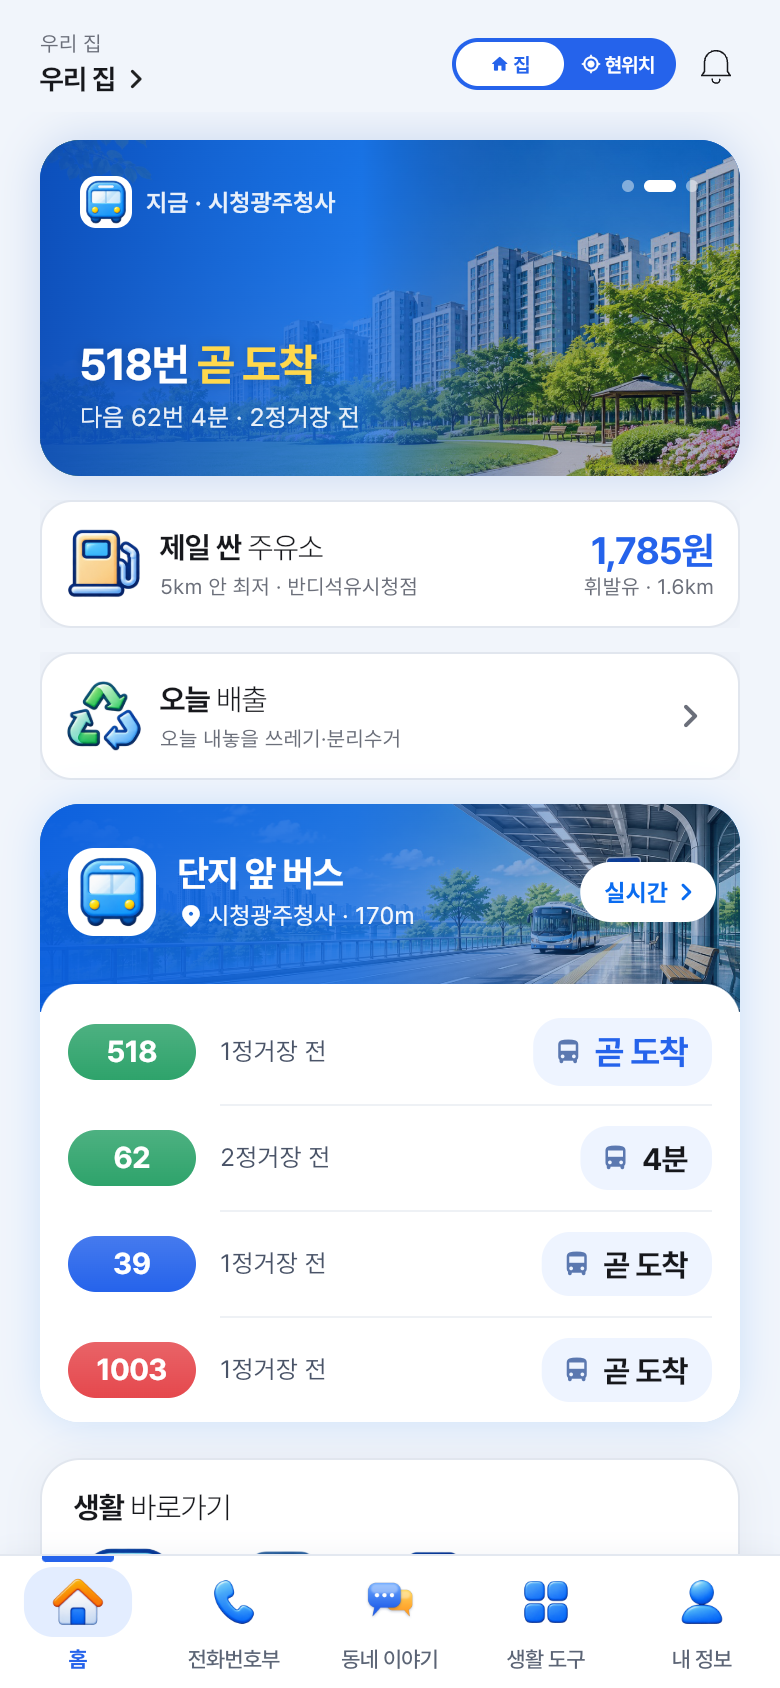 우리 집
우리 집
집
현위치
지금 · 시청광주청사
518번 곧 도착
다음 62번 4분 · 2정거장 전
제일 싼 주유소
5km 안 최저 · 반디석유시청점
1,785원
휘발유 · 1.6km
오늘 배출
오늘 내놓을 쓰레기·분리수거
단지 앞 버스
시청광주청사 · 170m
실시간
518
1정거장 전
곧 도착
62
2정거장 전
4분
39
1정거장 전
곧 도착
1003
1정거장 전
곧 도착
생활 바로가기
홈
전화번호부
동네 이야기
생활 도구
내 정보